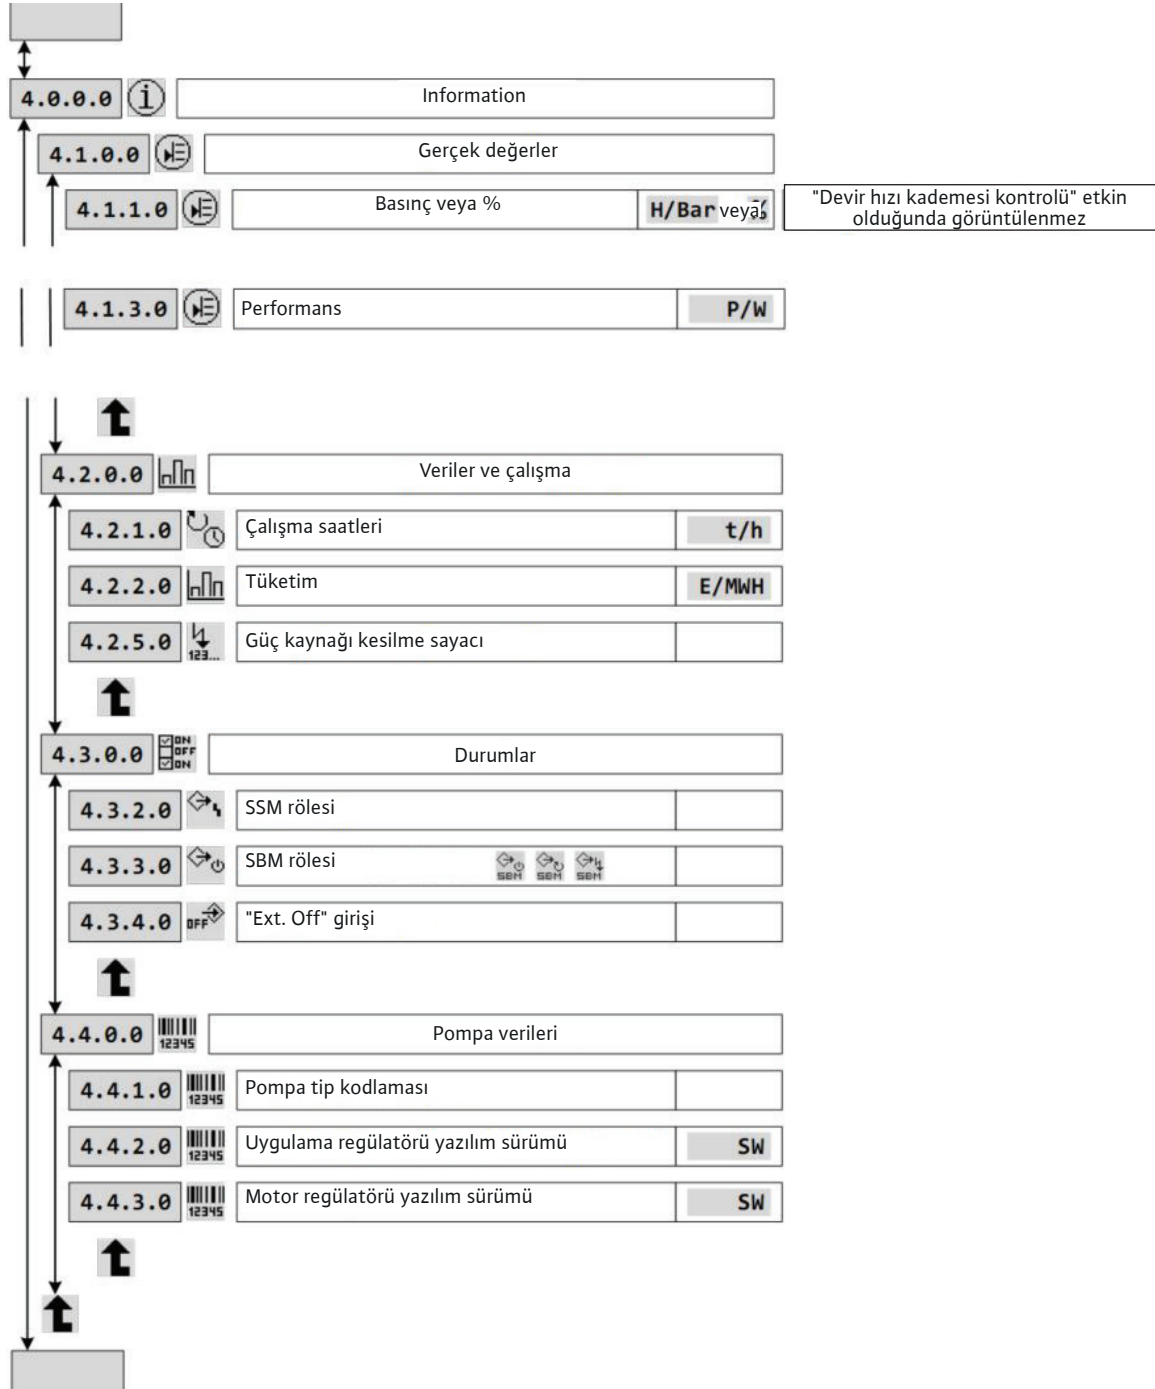 4.0.0.0 Information
4.1.0.0 Gerçek değerler
4.1.1.0 Basınç veya % H/Bar veya %
"Devir hızı kademesi kontrolü" etkin
olduğunda görüntülenmez
4.1.3.0 Performans P/W
4.2.0.0 Veriler ve çalışma
4.2.1.0 Çalışma saatleri t/h
4.2.2.0 Tüketim E/MWH
4.2.5.0 123... Güç kaynağı kesilme sayacı
4.3.0.0 ON OFF ON Durumlar
4.3.2.0 SSM rölesi
4.3.3.0 SBM rölesi SBM SBM SBM
4.3.4.0 OFF "Ext. Off" girişi
4.4.0.0 12345 Pompa verileri
4.4.1.0 12345 Pompa tip kodlaması
4.4.2.0 12345 Uygulama regülatörü yazılım sürümü SW
4.4.3.0 12345 Motor regülatörü yazılım sürümü SW